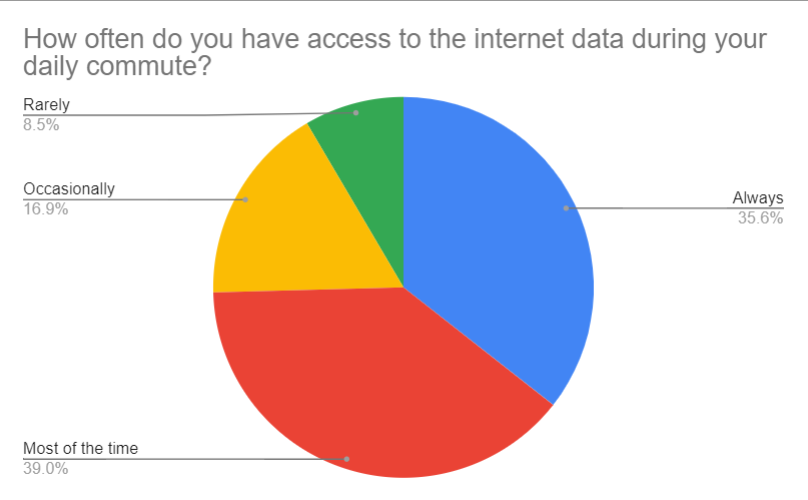 How often do you have access to the internet data during your
daily commute?
Rarely
8.5%
Occasionally
16.9%
Always
35.6%
Most of the time
39.0%